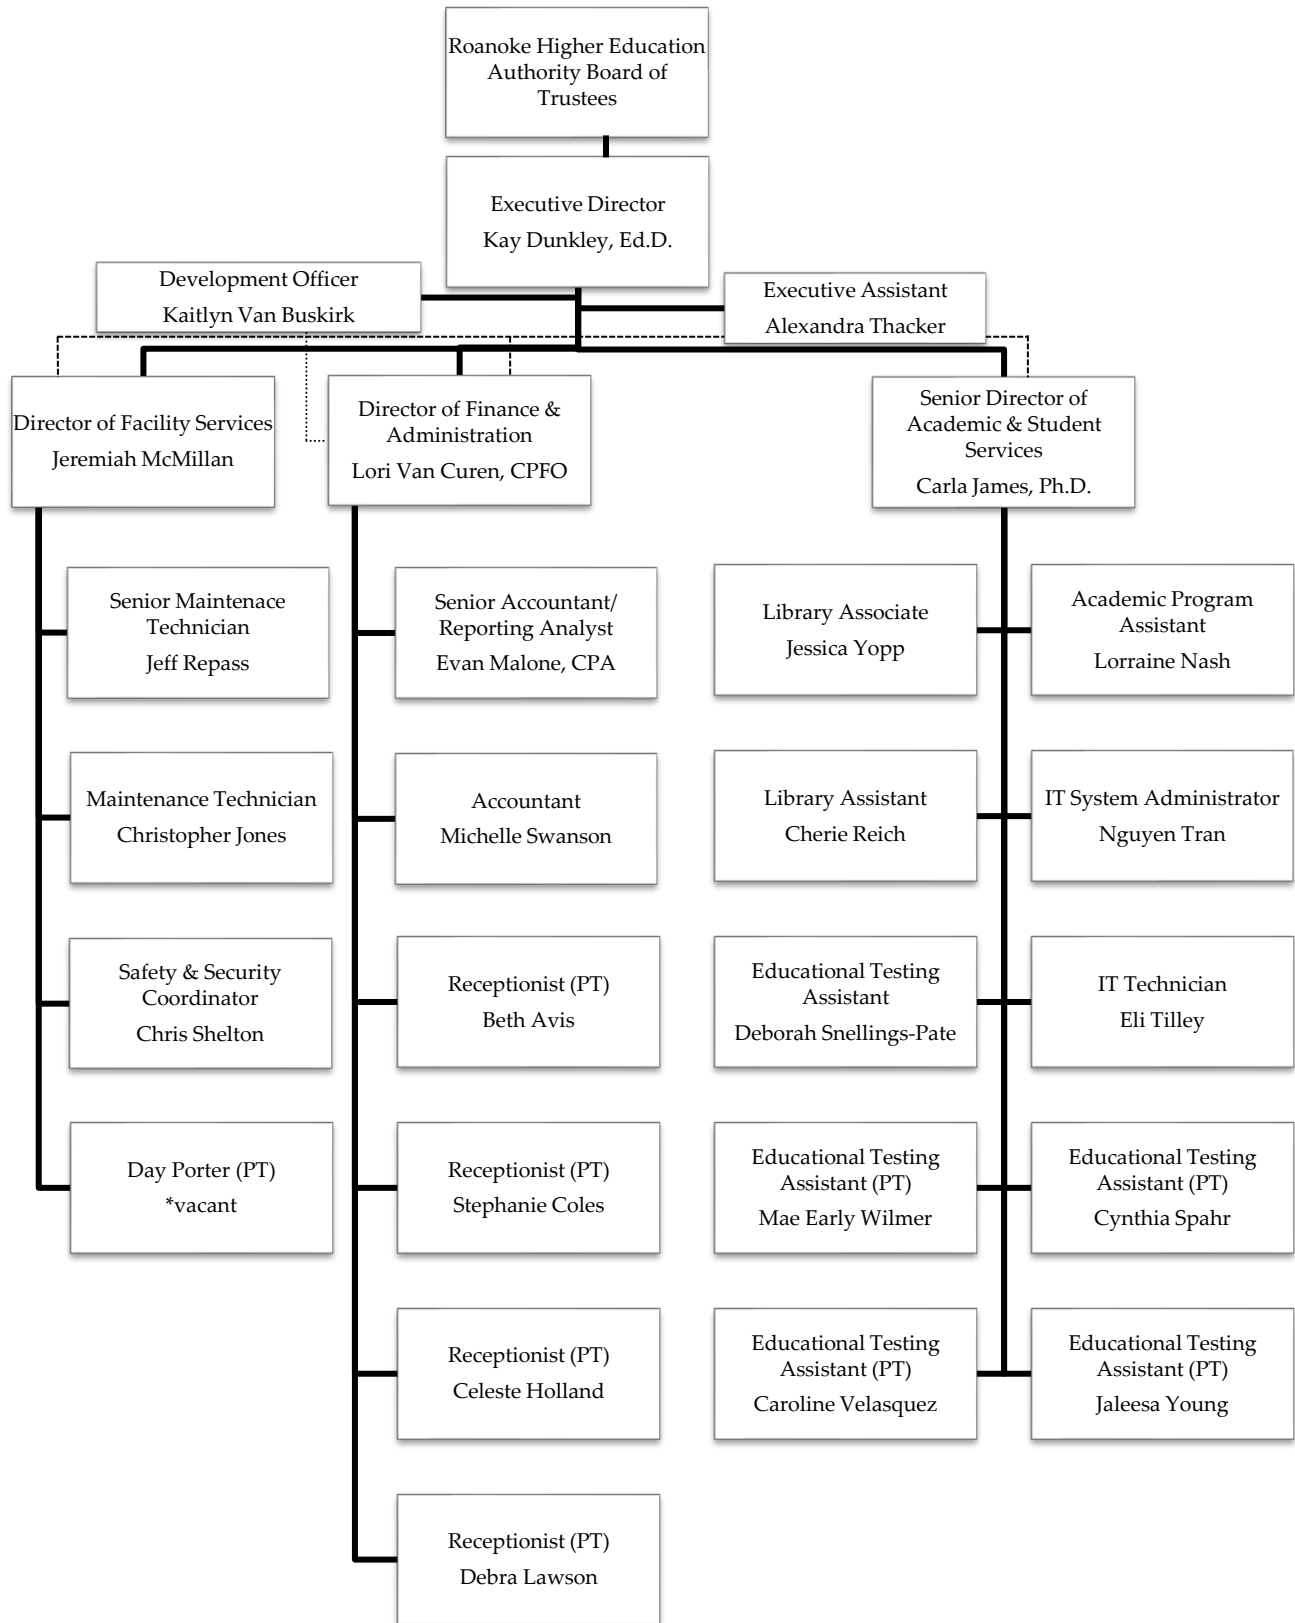 Roanoke Higher Education
Authority Board of
Trustees
Executive Director
Kay Dunkley, Ed.D.
Development Officer
Kaitlyn Van Buskirk
Executive Assistant
Alexandra Thacker
Director of Facility Services
Jeremiah McMillan
Director of Finance &
Administration
Lori Van Curen, CPFO
Senior Director of
Academic & Student
Services
Carla James, Ph.D.
Senior Maintenace
Technician
Jeff Repass
Maintenance Technician
Christopher Jones
Safety & Security
Coordinator
Chris Shelton
Day Porter (PT)
*vacant
Senior Accountant/
Reporting Analyst
Evan Malone, CPA
Accountant
Michelle Swanson
Receptionist (PT)
Beth Avis
Receptionist (PT)
Stephanie Coles
Receptionist (PT)
Celeste Holland
Receptionist (PT)
Debra Lawson
Library Associate
Jessica Yopp
Academic Program
Assistant
Lorraine Nash
Library Assistant
Cherie Reich
IT System Administrator
Nguyen Tran
Educational Testing
Assistant
Deborah Snellings-Pate
IT Technician
Eli Tilley
Educational Testing
Assistant (PT)
Mae Early Wilmer
Educational Testing
Assistant (PT)
Cynthia Spahr
Educational Testing
Assistant (PT)
Caroline Velasquez
Educational Testing
Assistant (PT)
Jaleesa Young